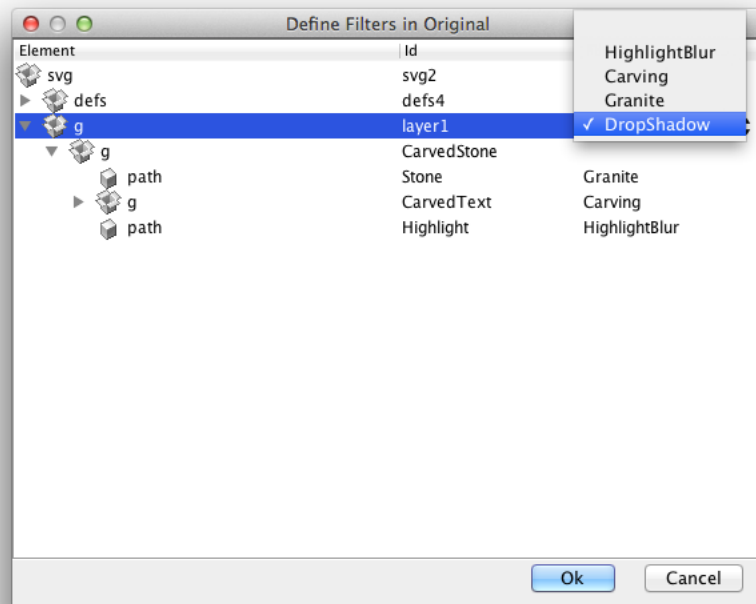 Define Filters in Original
Element Id
HighlightBlur
svg svg2
Carving
defs defs4
Granite
g layer1 ✓ DropShadow
g CarvedStone
path Stone Granite
g CarvedText Carving
path Highlight HighlightBlur
Ok Cancel